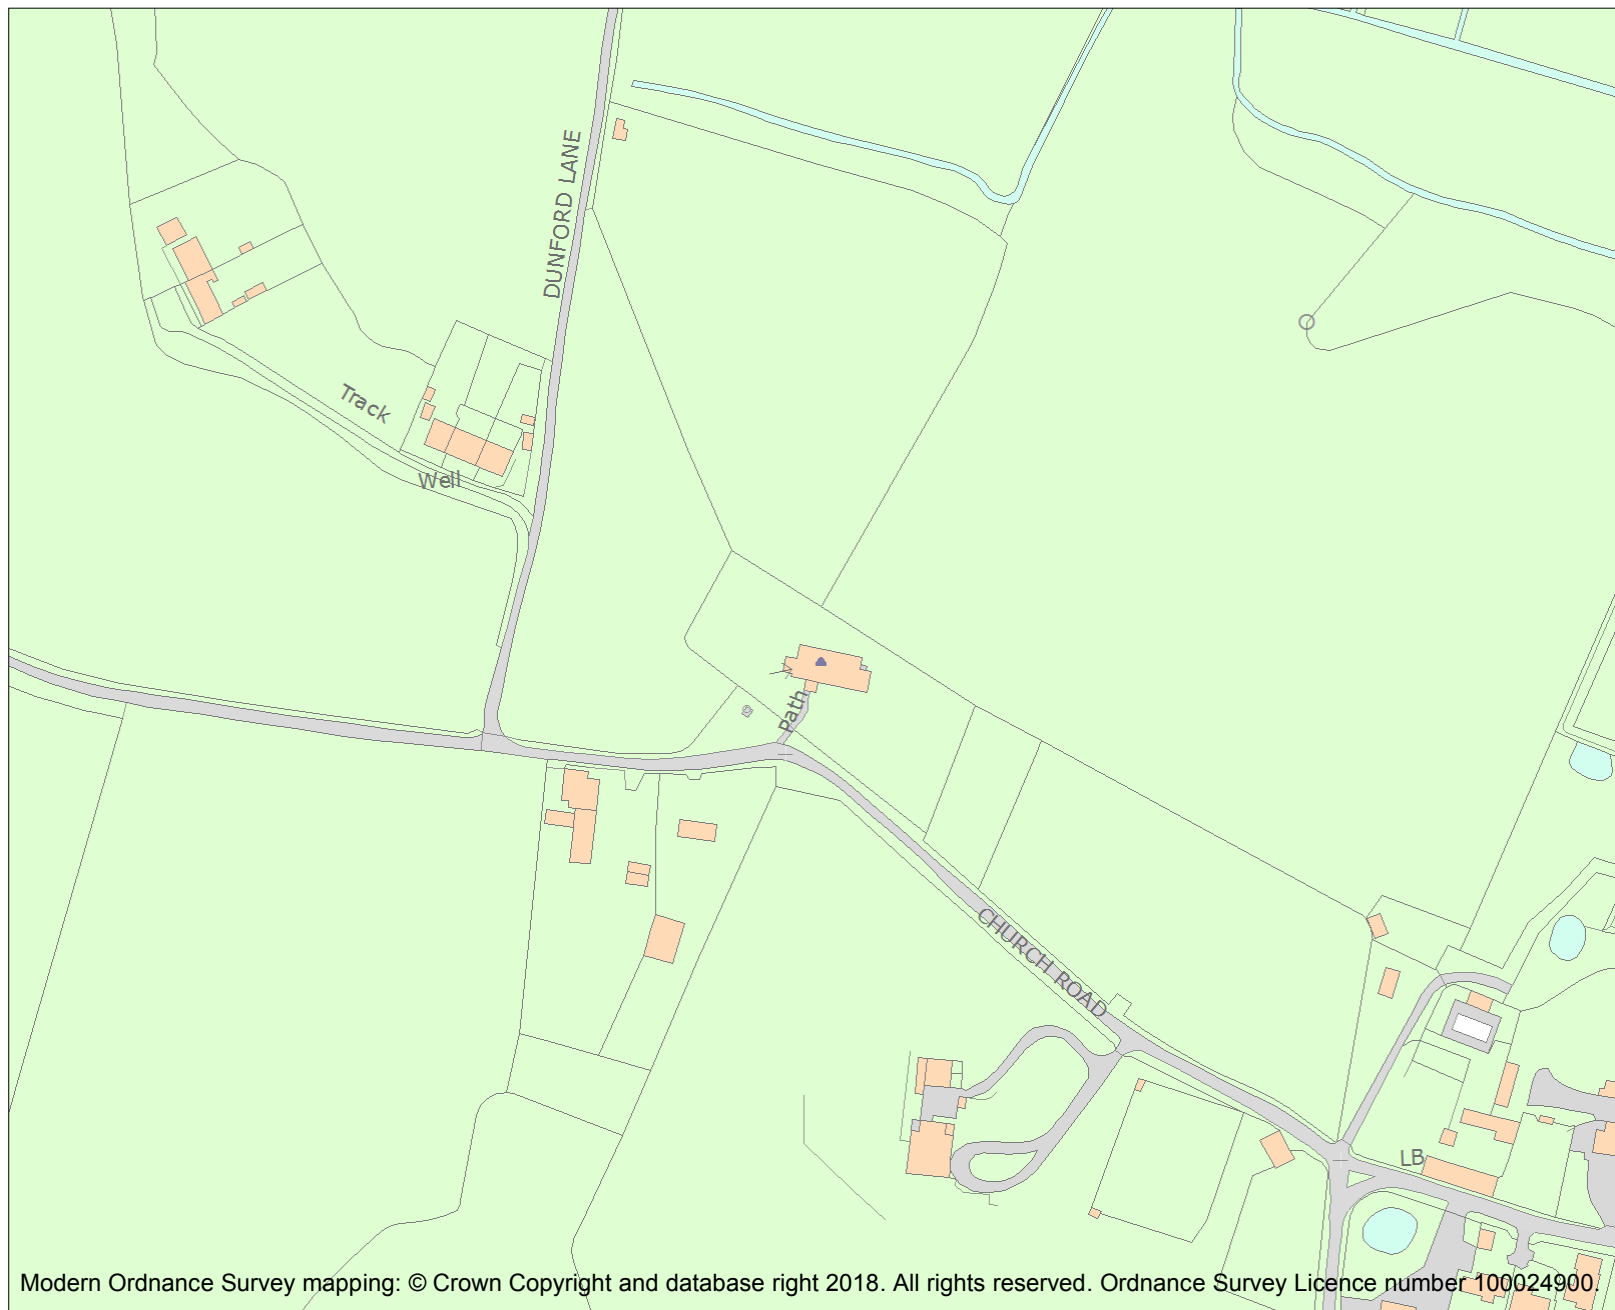 DUNFORD LANE
Track
Well
Path
CHURCH ROAD
LB
Modern Ordnance Survey mapping: © Crown Copyright and database right 2018. All rights reserved. Ordnance Survey Licence number 100024900.